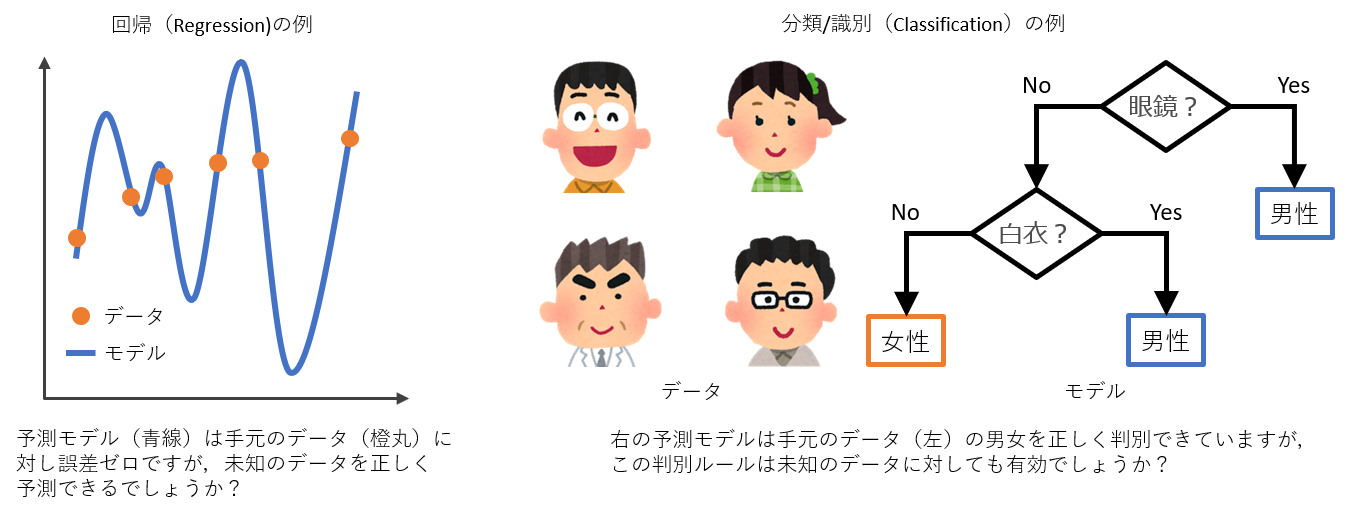 回帰（Regression)の例
データ
モデル
予測モデル（青線）は手元のデータ（橙丸）に
対し誤差ゼロですが，未知のデータを正しく
予測できるでしょうか？
分類/識別（Classification）の例
No
眼鏡？
Yes
男性
No
白衣？
Yes
女性
男性
データ
モデル
右の予測モデルは手元のデータ（左）の男女を正しく判別できていますが，
この判別ルールは未知のデータに対しても有効でしょうか？